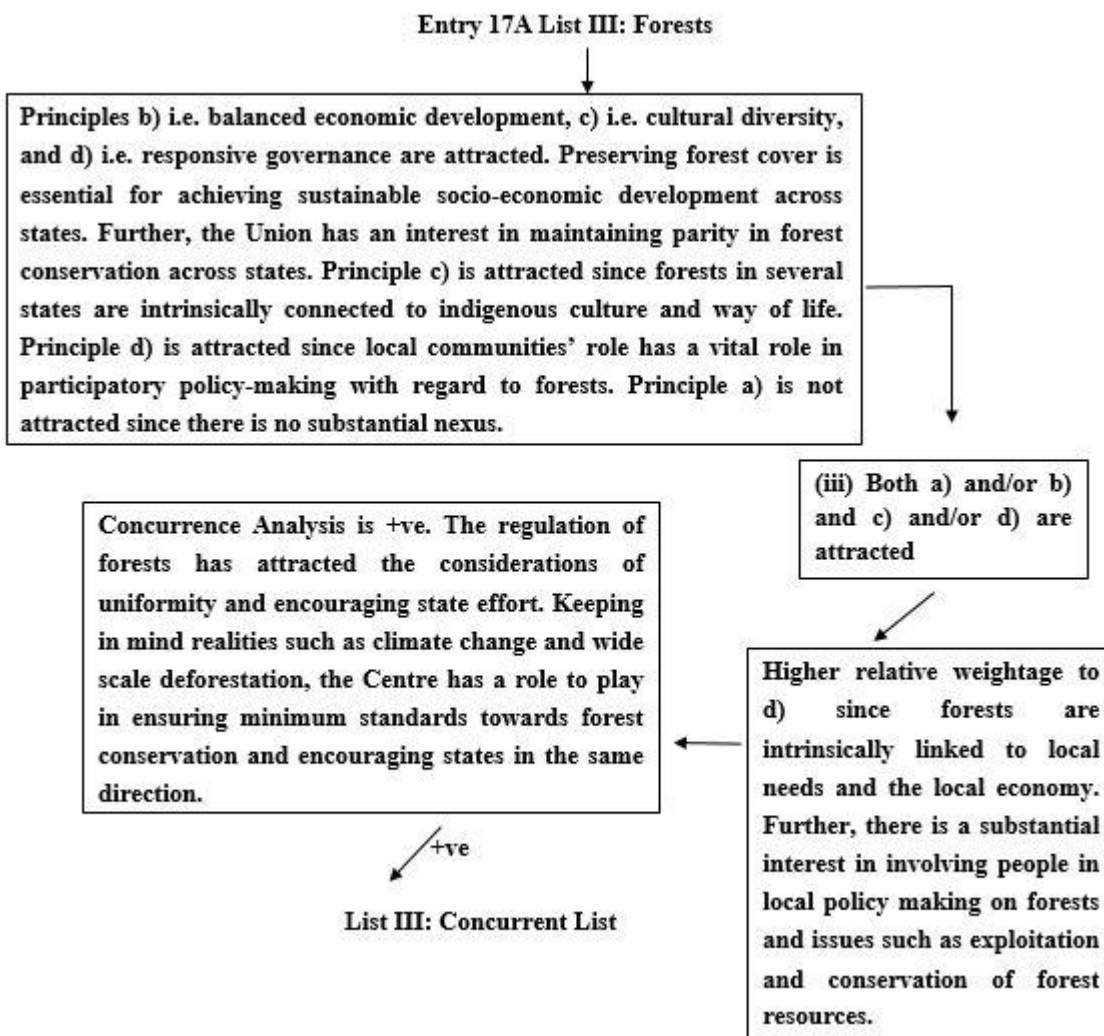 Entry 17A List III: Forests
Principles b) i.e. balanced economic development, c) i.e. cultural diversity,
and d) i.e. responsive governance are attracted. Preserving forest cover is
essential for achieving sustainable socio-economic development across
states. Further, the Union has an interest in maintaining parity in forest
conservation across states. Principle c) is attracted since forests in several
states are intrinsically connected to indigenous culture and way of life.
Principle d) is attracted since local communities’ role has a vital role in
participatory policy-making with regard to forests. Principle a) is not
attracted since there is no substantial nexus.
(iii) Both a) and/or b)
and c) and/or d) are
attracted
Higher relative weightage to
d) since forests are
intrinsically linked to local
needs and the local economy.
Further, there is a substantial
interest in involving people in
local policy making on forests
and issues such as exploitation
and conservation of forest
resources.
Concurrence Analysis is +ve. The regulation of
forests has attracted the considerations of
uniformity and encouraging state effort. Keeping
in mind realities such as climate change and wide
scale deforestation, the Centre has a role to play
in ensuring minimum standards towards forest
conservation and encouraging states in the same
direction.
+ve
List III: Concurrent List